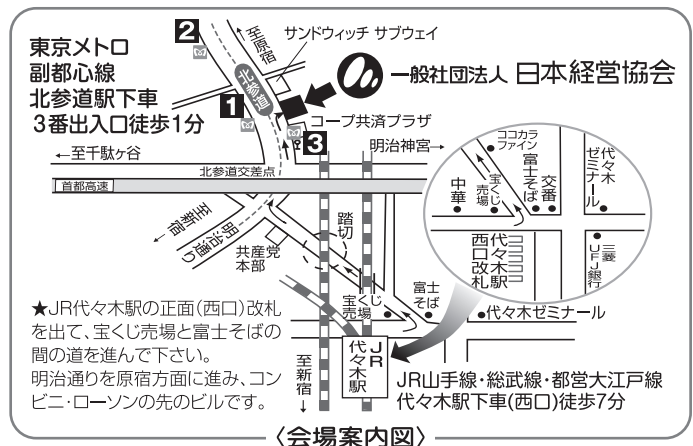 東京メトロ
副都心線
北参道駅下車
3番出入口徒歩1分
2
至原宿
サンドウィッチ サブウェイ
北参道
一般社団法人 日本経営協会
1
3
コープ共済プラザ
←至千駄ヶ谷
明治神宮→
北参道交差点
首都高速
至新宿
明治通り
共産党
本部
踏切
ココカラ
ファイン
中華
宝くじ
売場
富士そば
交番
代々木
ゼミナール
代々木駅
西口改札
三菱
UFJ銀行
宝くじ
売場
富士
そば
代々木ゼミナール
★JR代々木駅の正面(西口)改札
を出て、宝くじ売場と富士そばの
間の道を進んで下さい。
明治通りを原宿方面に進み、コン
ビニ・ローソンの先のビルです。
至新宿
JR
代々木駅
JR山手線・総武線・都営大江戸線
代々木駅下車(西口)徒歩7分
〈会場案内図〉